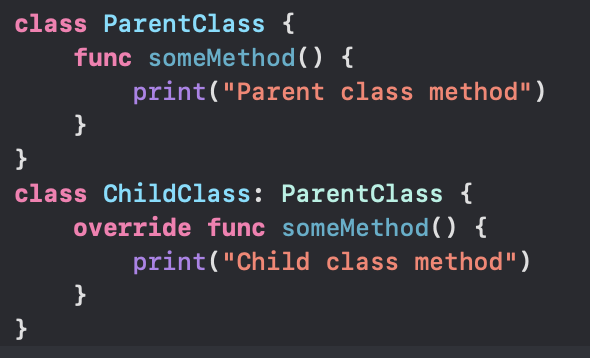 class ParentClass {
    func someMethod() {
        print("Parent class method")
    }
}
class ChildClass: ParentClass {
    override func someMethod() {
        print("Child class method")
    }
}